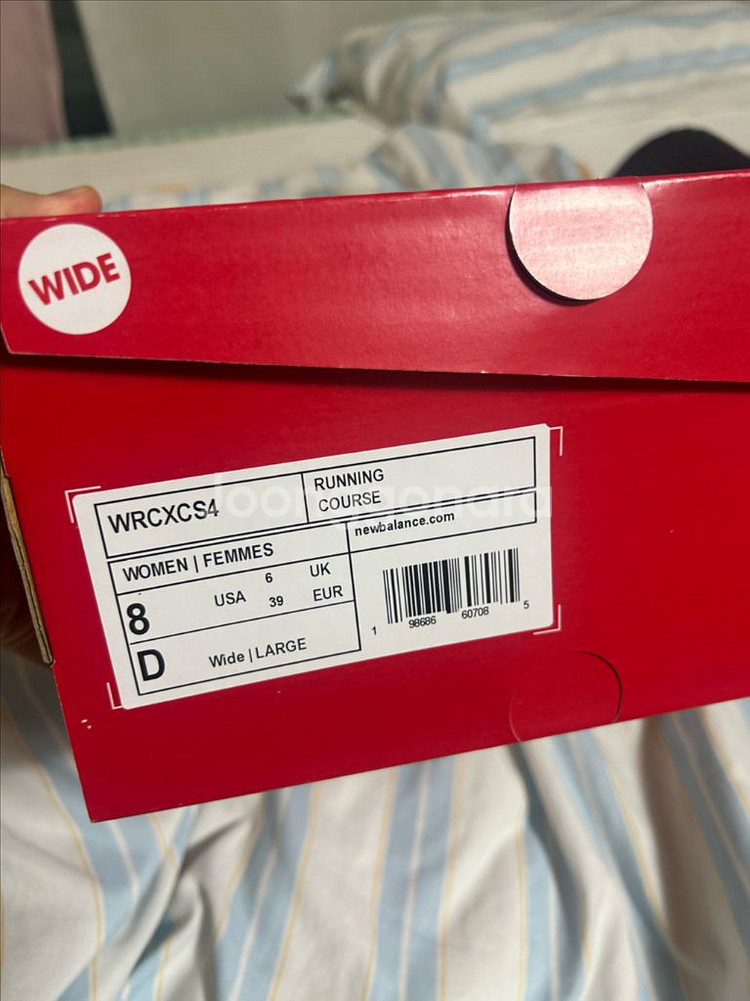 WIDE
WRCXCS4
RUNNING
COURSE
newbalance.com
WOMEN | FEMMES
8 USA 6 UK
39 EUR
D Wide | LARGE
1 98686 60708 5
joonggonara